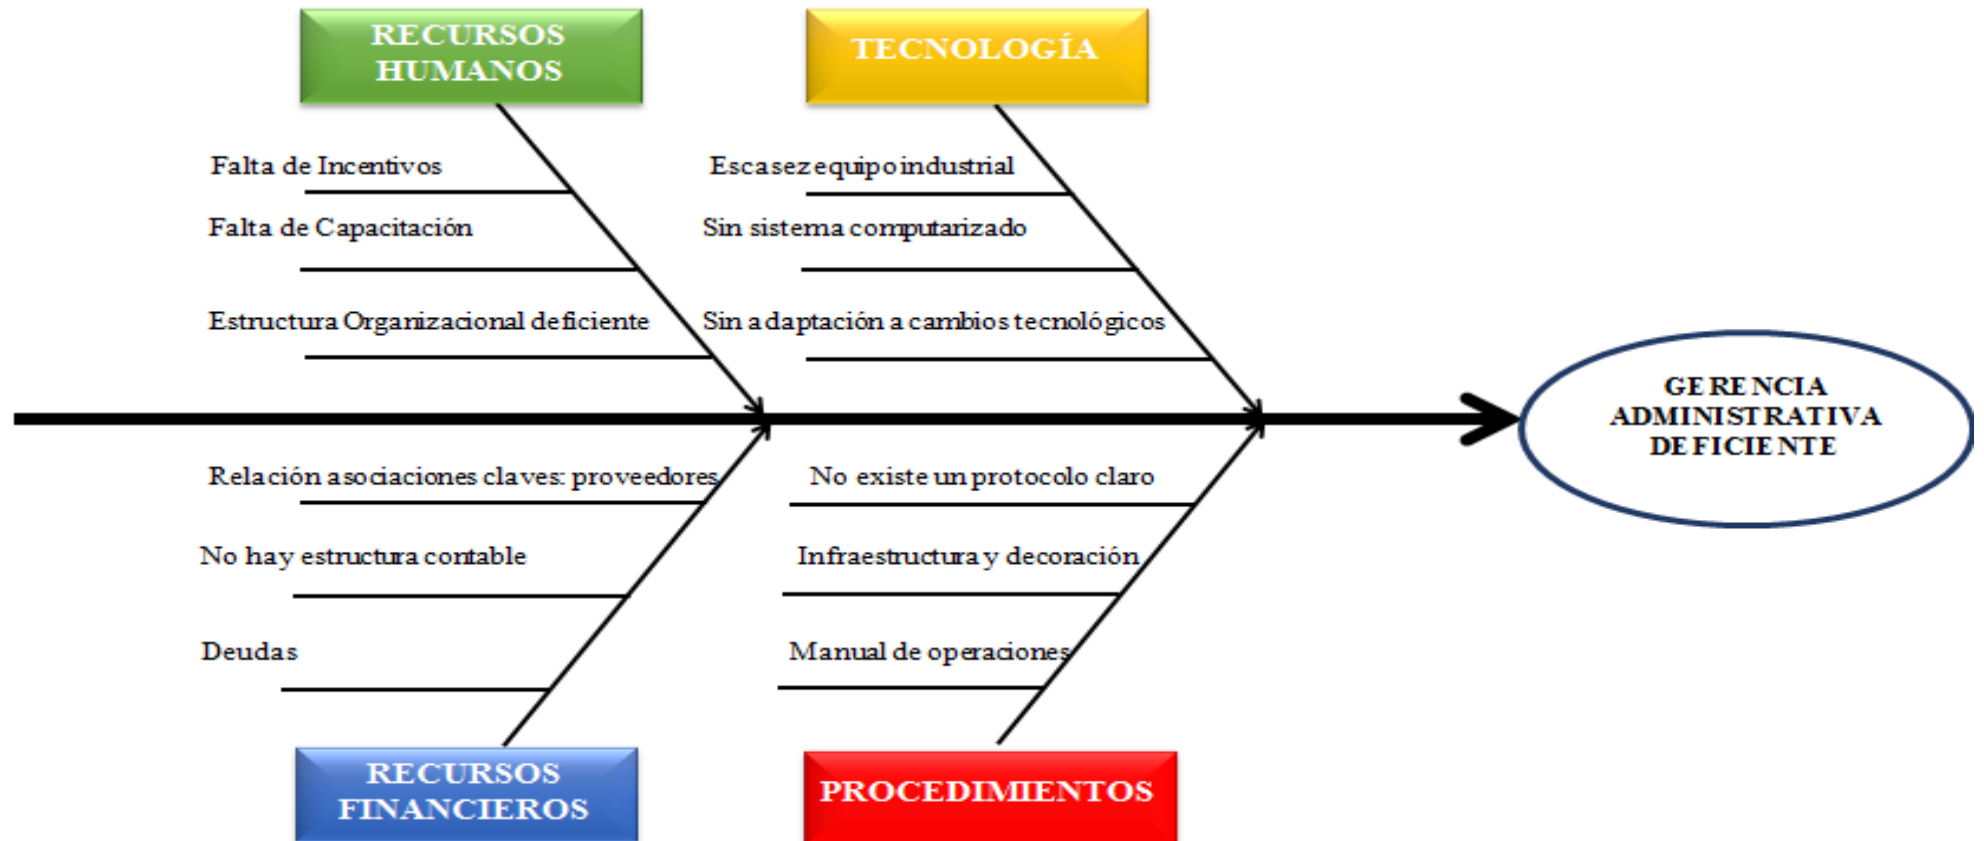 RECURSOS
HUMANOS
TECNOLOGÍA
Falta de Incentivos
Falta de Capacitación
Estructura Organizacional deficiente
Escasez equipo industrial
Sin sistema computarizado
Sin adaptación a cambios tecnológicos
GERENCIA
ADMINISTRATIVA
DEFICIENTE
Relación asociaciones claves: proveedores
No hay estructura contable
Deudas
No existe un protocolo claro
Infraestructura y decoración
Manual de operaciones
RECURSOS
FINANCIEROS
PROCEDIMIENTOS